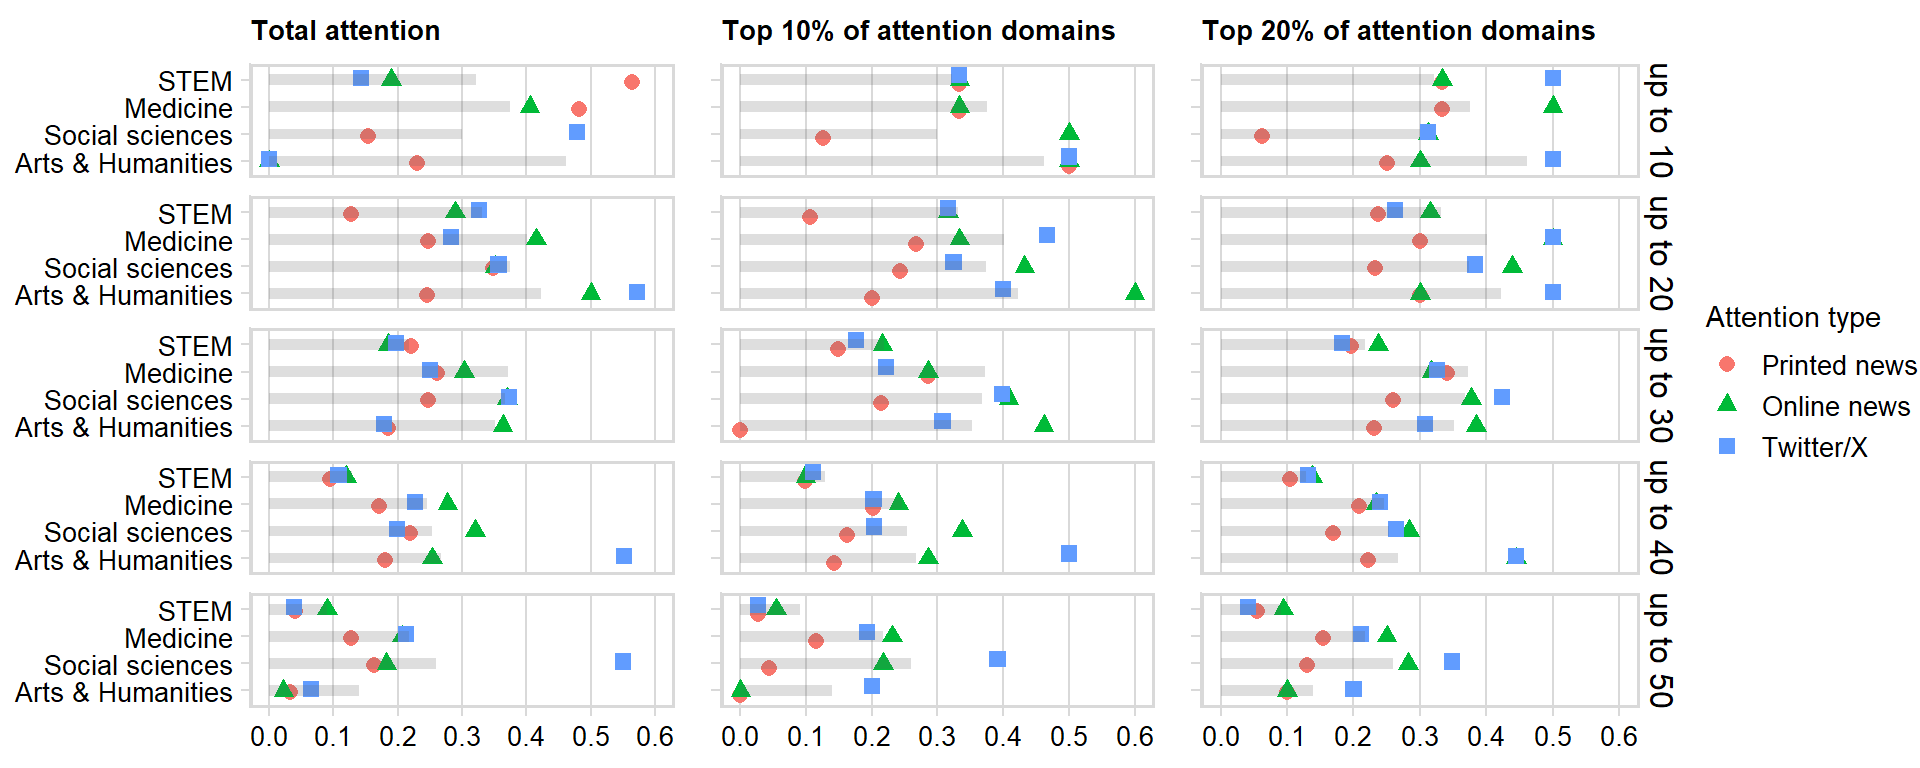 Total attention
Top 10% of attention domains
Top 20% of attention domains
STEM
Medicine
Social sciences
Arts & Humanities
up to 10
STEM
Medicine
Social sciences
Arts & Humanities
up to 20
STEM
Medicine
Social sciences
Arts & Humanities
up to 30
STEM
Medicine
Social sciences
Arts & Humanities
up to 40
STEM
Medicine
Social sciences
Arts & Humanities
up to 50
0.0 0.1 0.2 0.3 0.4 0.5 0.6
0.0 0.1 0.2 0.3 0.4 0.5 0.6
0.0 0.1 0.2 0.3 0.4 0.5 0.6
Attention type
Printed news
Online news
Twitter/X